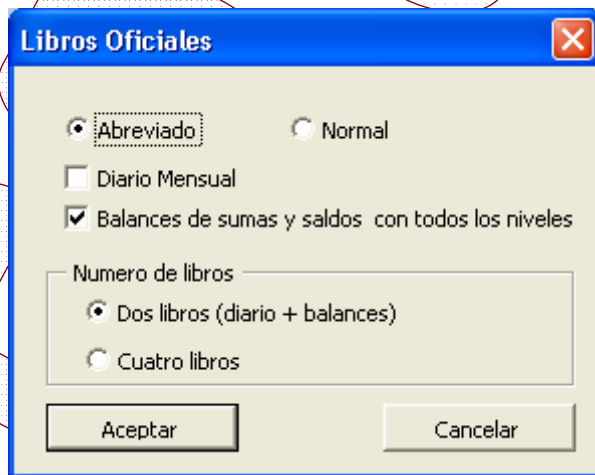 Libros Oficiales
Abreviado Normal
Diario Mensual
Balances de sumas y saldos con todos los niveles
Numero de libros
Dos libros (diario + balances)
Cuatro libros
Aceptar Cancelar